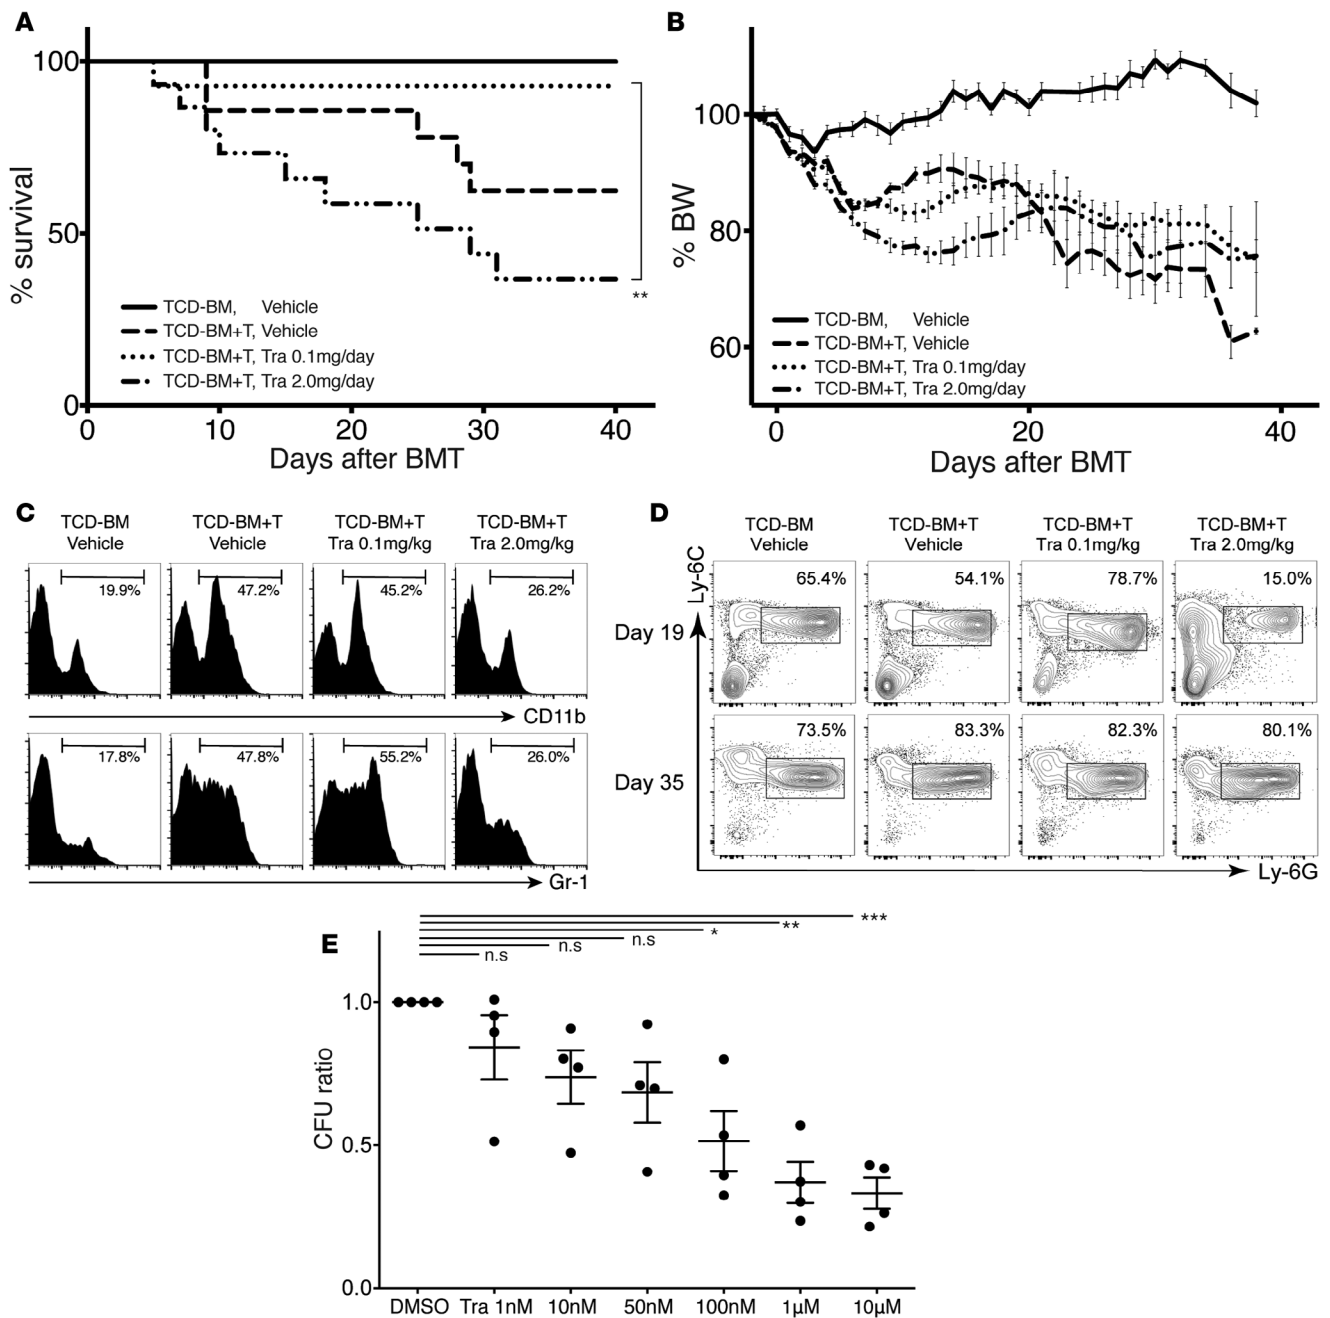 A
100
50
0
% survival
TCD-BM, Vehicle
TCD-BM+T, Vehicle
TCD-BM+T, Tra 0.1mg/day
TCD-BM+T, Tra 2.0mg/day
**
0 10 20 30 40
Days after BMT
B
100
80
60
% BW
TCD-BM, Vehicle
TCD-BM+T, Vehicle
TCD-BM+T, Tra 0.1mg/day
TCD-BM+T, Tra 2.0mg/day
0 20 40
Days after BMT
C
TCD-BM Vehicle
TCD-BM+T Vehicle
TCD-BM+T Tra 0.1mg/kg
TCD-BM+T Tra 2.0mg/kg
19.9% 47.2% 45.2% 26.2%
CD11b
17.8% 47.8% 55.2% 26.0%
Gr-1
D
Ly-6C
TCD-BM Vehicle
TCD-BM+T Vehicle
TCD-BM+T Tra 0.1mg/kg
TCD-BM+T Tra 2.0mg/kg
Day 19
65.4% 54.1% 78.7% 15.0%
Day 35
73.5% 83.3% 82.3% 80.1%
Ly-6G
E
***
**
*
n.s
n.s
n.s
1.0
0.5
0.0
CFU ratio
DMSO Tra 1nM 10nM 50nM 100nM 1µM 10µM